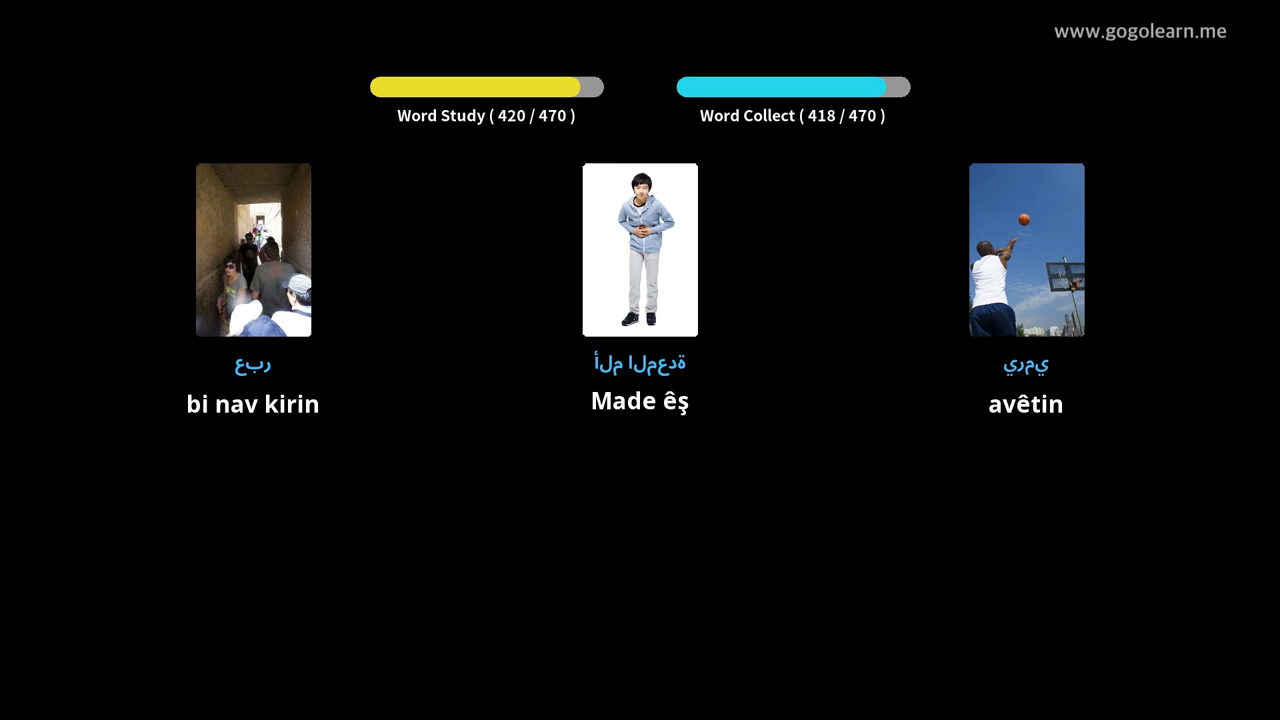 www.gogolearn.me
Word Study ( 420 / 470 )
Word Collect ( 418 / 470 )
عبر
bi nav kirin
ألم المعدة
Made êş
يرمي
avêtin